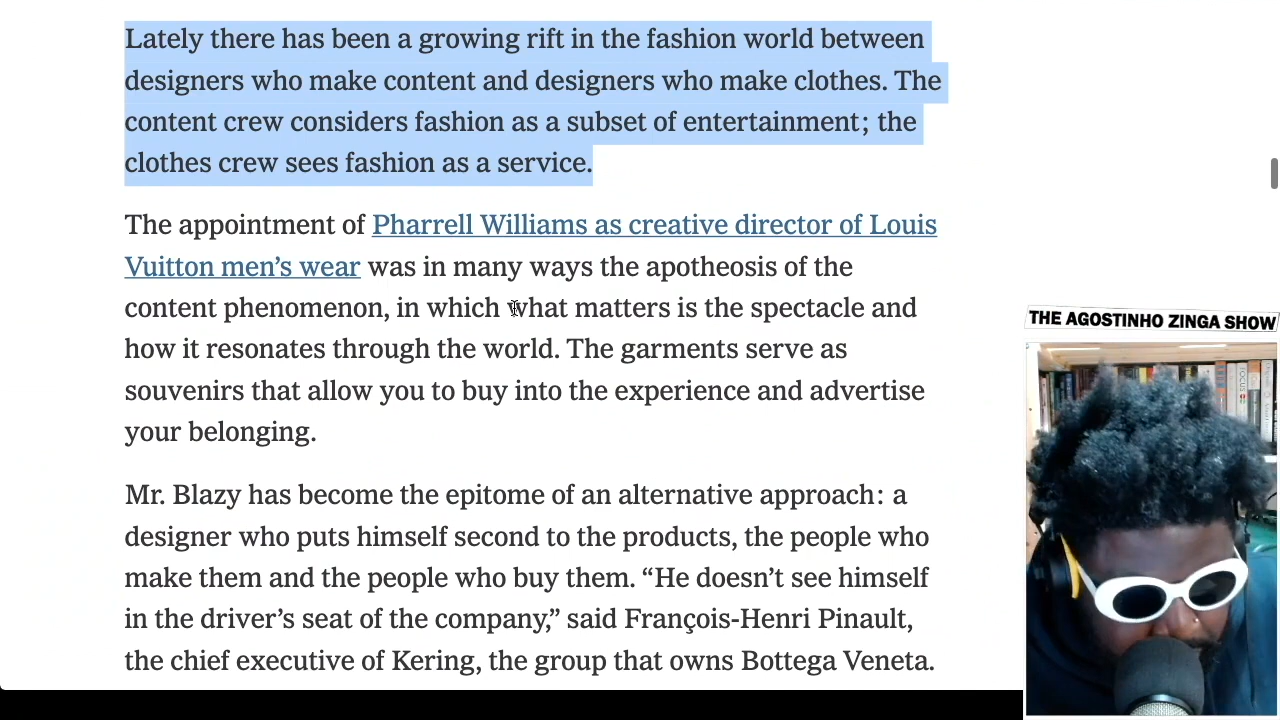 Lately there has been a growing rift in the fashion world between
designers who make content and designers who make clothes. The
content crew considers fashion as a subset of entertainment; the
clothes crew sees fashion as a service.
The appointment of Pharrell Williams as creative director of Louis
Vuitton men’s wear was in many ways the apotheosis of the
content phenomenon, in which what matters is the spectacle and
how it resonates through the world. The garments serve as
souvenirs that allow you to buy into the experience and advertise
your belonging.
Mr. Blazy has become the epitome of an alternative approach: a
designer who puts himself second to the products, the people who
make them and the people who buy them. “He doesn’t see himself
in the driver’s seat of the company,” said François-Henri Pinault,
the chief executive of Kering, the group that owns Bottega Veneta.
THE AGOSTINHO ZINGA SHOW